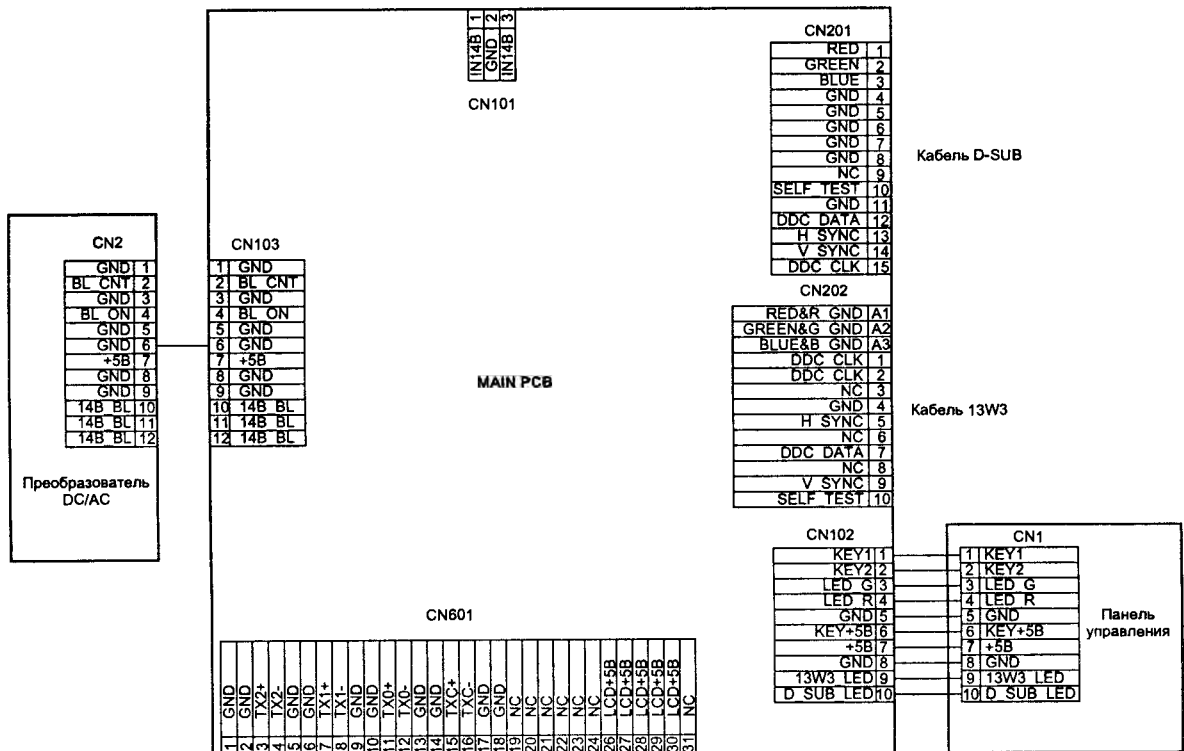 IN14B 1
GND 2
IN14B 3
CN101
CN201
RED 1
GREEN 2
BLUE 3
GND 4
GND 5
GND 6
GND 7
GND 8
NC 9
SELF_TEST 10
GND 11
DDC_DATA 12
H_SYNC 13
V_SYNC 14
DDC_CLK 15
Кабель D-SUB
CN2
GND 1
BL_CNT 2
GND 3
BL_ON 4
GND 5
GND 6
+5B 7
GND 8
GND 9
14B_BL 10
14B_BL 11
14B_BL 12
Преобразователь
DC/AC
CN103
1 GND
2 BL_CNT
3 GND
4 BL_ON
5 GND
6 GND
7 +5B
8 GND
9 GND
10 14B_BL
11 14B_BL
12 14B_BL
MAIN PCB
CN202
RED&R_GND A1
GREEN&G_GND A2
BLUE&B_GND A3
DDC_CLK 1
DDC_CLK 2
NC 3
GND 4
H_SYNC 5
NC 6
DDC_DATA 7
NC 8
V_SYNC 9
SELF_TEST 10
Кабель 13W3
CN102
KEY1 1
KEY2 2
LED_G 3
LED_R 4
GND 5
KEY+5B 6
+5B 7
GND 8
13W3_LED 9
D_SUB_LED 10
CN1
1 KEY1
2 KEY2
3 LED_G
4 LED_R
5 GND
6 KEY+5B
7 +5B
8 GND
9 13W3_LED
10 D_SUB_LED
Панель
управления
CN601
1 GND
2 GND
3 TX2+
4 TX2-
5 GND
6 GND
7 TX1+
8 TX1-
9 GND
10 GND
11 TX0+
12 TX0-
13 GND
14 GND
15 TXC+
16 TXC-
17 GND
18 GND
19 NC
20 NC
21 NC
22 NC
23 NC
24 NC
26 LCD+5B
27 LCD+5B
28 LCD+5B
29 LCD+5B
30 LCD+5B
31 NC